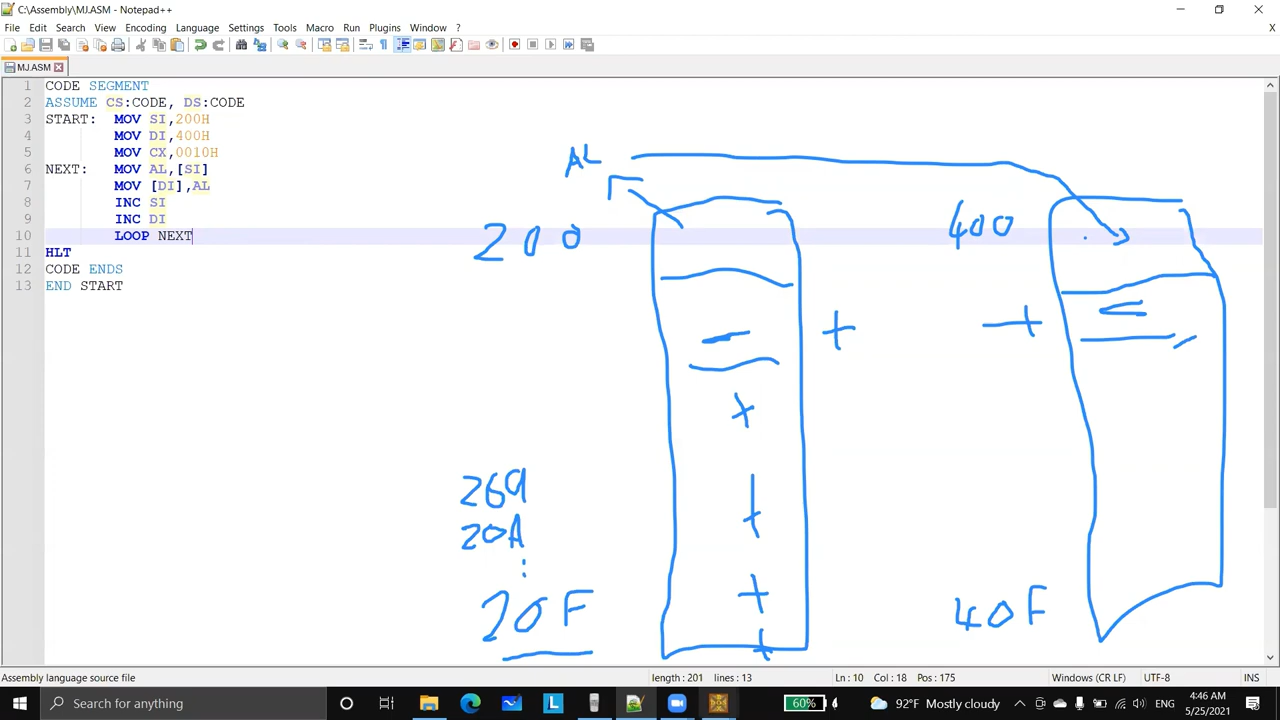 C:\Assembly\MJ.ASM - Notepad++
File Edit Search View Encoding Language Settings Tools Macro Run Plugins Window ? X
MJ.ASM
1 CODE SEGMENT
2 ASSUME CS:CODE, DS:CODE
3 START: MOV SI,200H
4 MOV DI,400H
5 MOV CX,0010H
6 NEXT: MOV AL,[SI]
7 MOV [DI],AL
8 INC SI
9 INC DI
10 LOOP NEXT
11 HLT
12 CODE ENDS
13 END START
AL
200
400
+ +
+
209
20A
:
20F
40F
Assembly language source file length : 201 lines : 13 Ln : 10 Col : 18 Pos : 175 Windows (CR LF) UTF-8 INS
Search for anything
L
60%
92°F Mostly cloudy
ENG
4:46 AM
5/25/2021